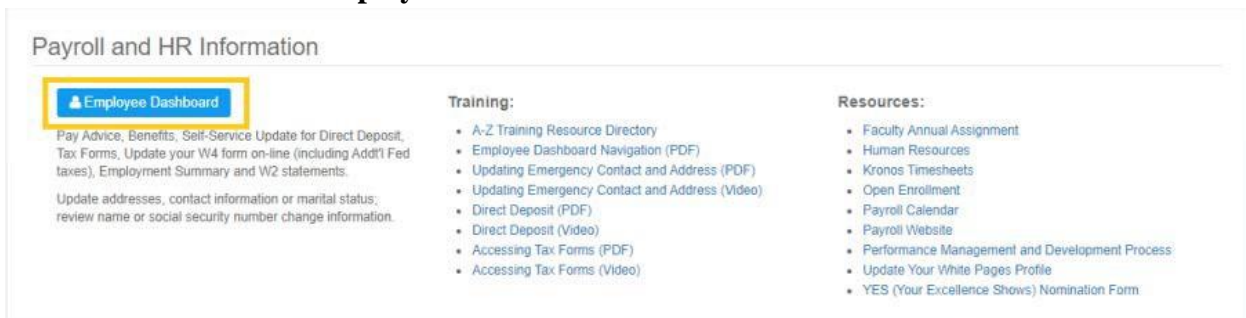 Payroll and HR Information
Employee Dashboard
Pay Advice, Benefits, Self-Service Update for Direct Deposit,
Tax Forms, Update your W4 form on-line (including Addt'l Fed
taxes), Employment Summary and W2 statements.
Update addresses, contact information or marital status;
review name or social security number change information.
Training:
• A-Z Training Resource Directory
• Employee Dashboard Navigation (PDF)
• Updating Emergency Contact and Address (PDF)
• Updating Emergency Contact and Address (Video)
• Direct Deposit (PDF)
• Direct Deposit (Video)
• Accessing Tax Forms (PDF)
• Accessing Tax Forms (Video)
Resources:
• Faculty Annual Assignment
• Human Resources
• Kronos Timesheets
• Open Enrollment
• Payroll Calendar
• Payroll Website
• Performance Management and Development Process
• Update Your White Pages Profile
• YES (Your Excellence Shows) Nomination Form